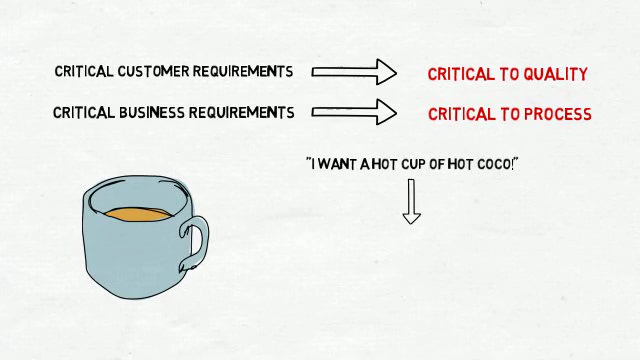 CRITICAL CUSTOMER REQUIREMENTS CRITICAL TO QUALITY
CRITICAL BUSINESS REQUIREMENTS CRITICAL TO PROCESS
"I WANT A HOT CUP OF HOT COCO!"